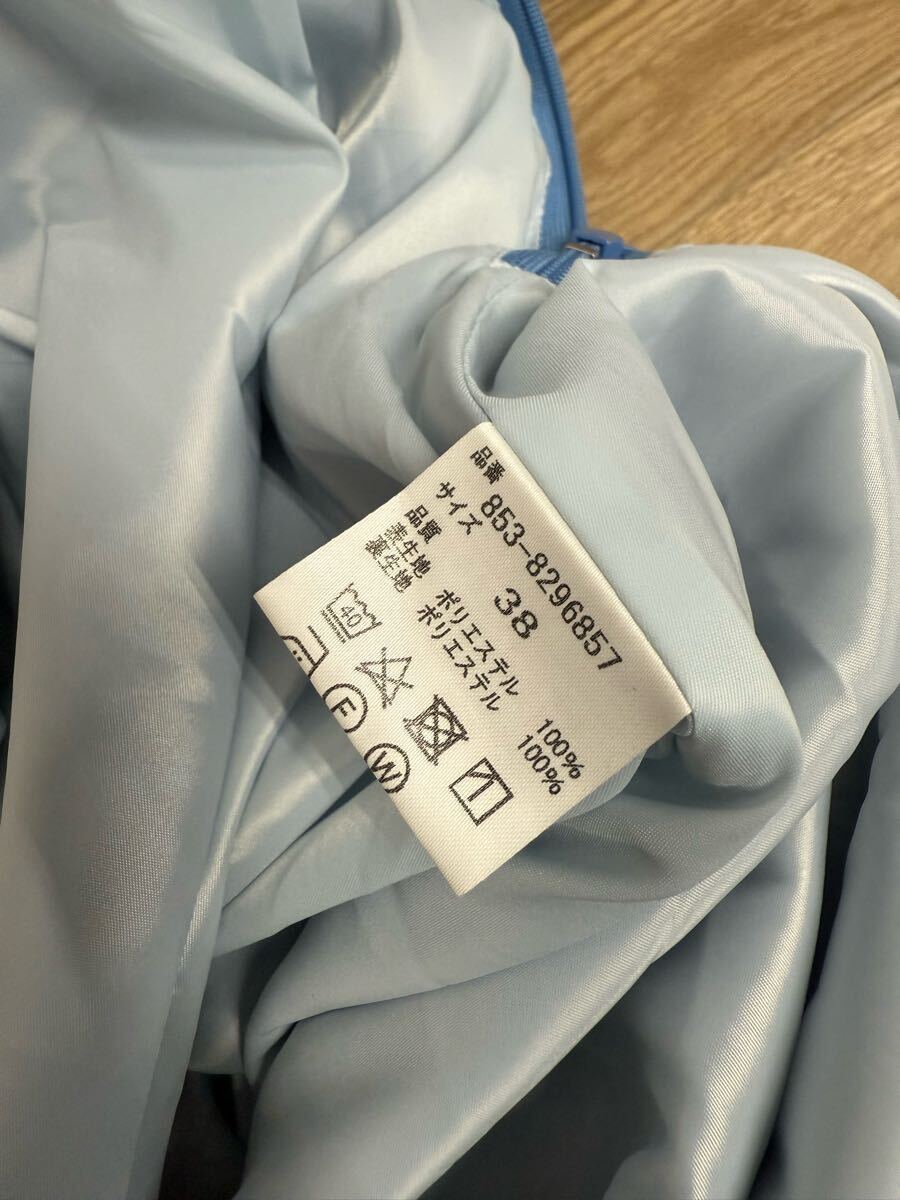 品番 853-8296857
サイズ 38
品質
表生地 ポリエステル 100%
裏生地 ポリエステル 100%
40
F
W